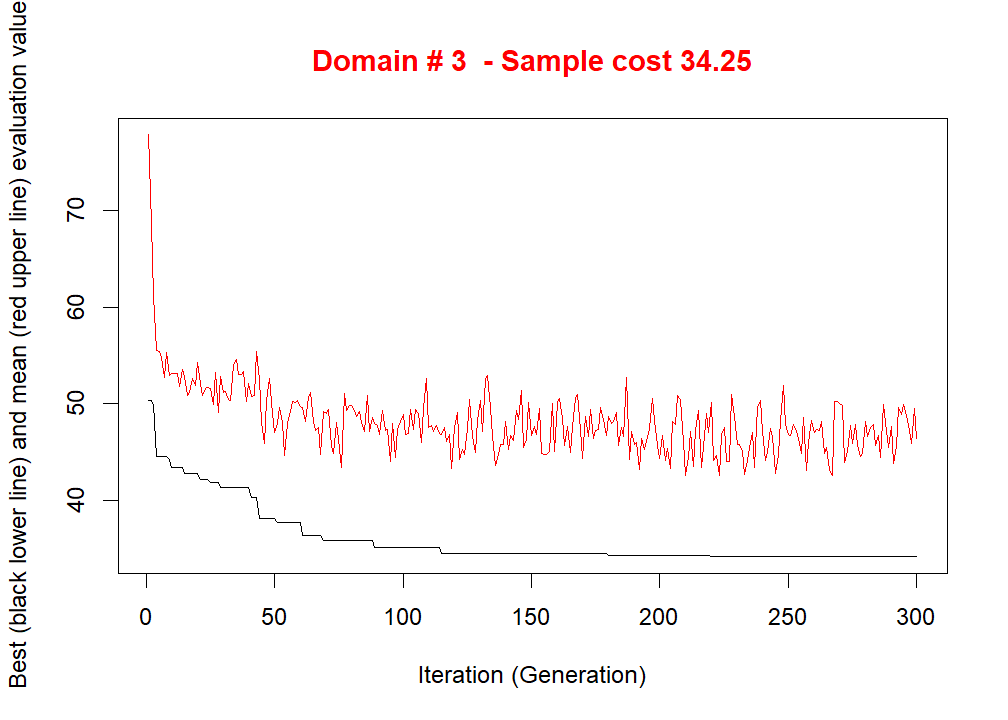 Domain # 3  - Sample cost 34.25
Best (black lower line) and mean (red upper line) evaluation value
70
60
50
40
0 50 100 150 200 250 300
Iteration (Generation)